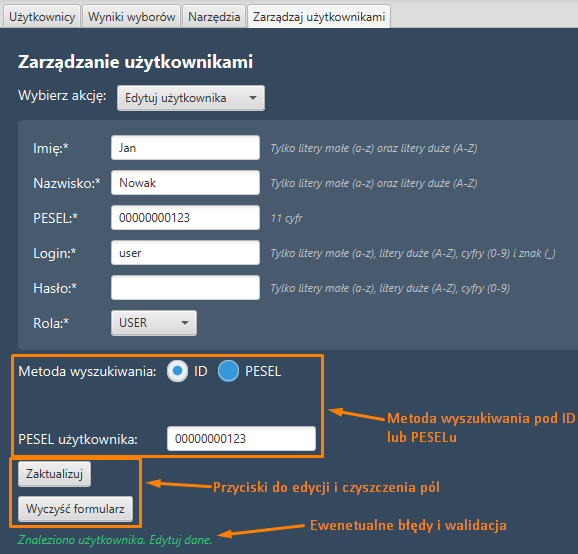 Użytkownicy Wyniki wyborów Narzędzia Zarządzaj użytkownikami
Zarządzanie użytkownikami
Wybierz akcję: Edytuj użytkownika
Imię:* Jan Tylko litery małe (a-z) oraz litery duże (A-Z)
Nazwisko:* Nowak Tylko litery małe (a-z) oraz litery duże (A-Z)
PESEL:* 00000000123 11 cyfr
Login:* user Tylko litery małe (a-z), litery duże (A-Z), cyfry (0-9) i znak (_)
Hasło:* Tylko litery małe (a-z), litery duże (A-Z), cyfry (0-9)
Rola:* USER
Metoda wyszukiwania: ID PESEL
Metoda wyszukiwania pod ID
lub PESELu
PESEL użytkownika: 00000000123
Zaktualizuj
Przyciski do edycji i czyszczenia pól
Wyczyść formularz
Ewenetualne błędy i walidacja
Znaleziono użytkownika. Edytuj dane.